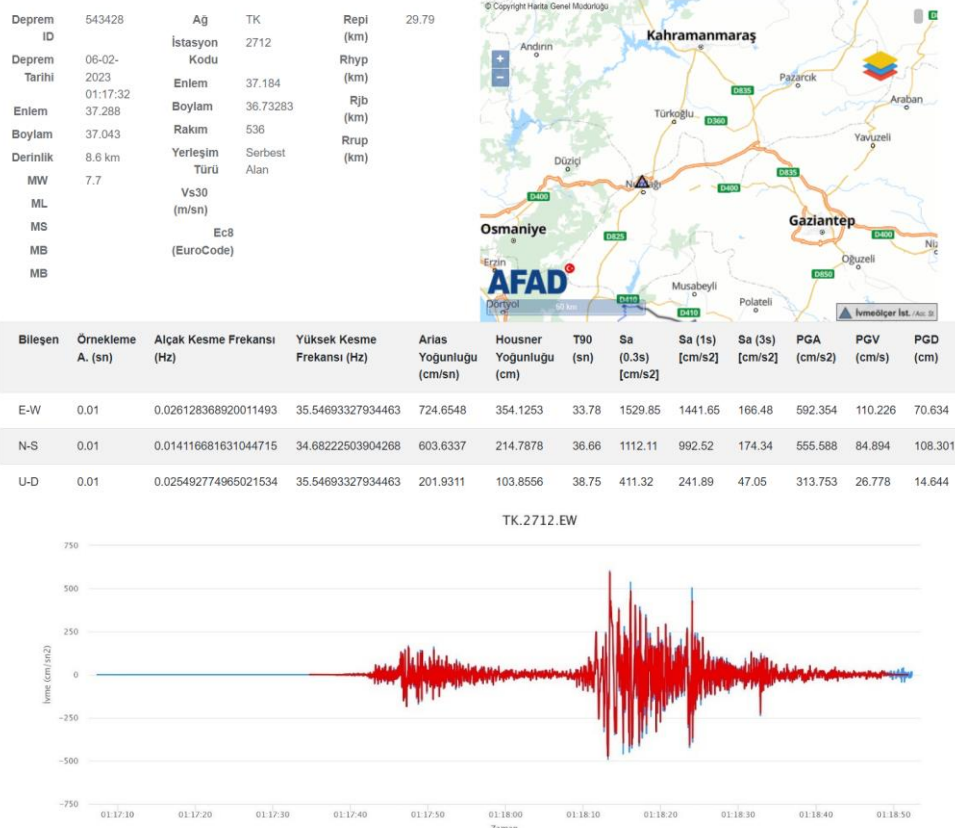 Deprem ID 543428
Deprem Tarihi 06-02-2023 01:17:32
Enlem 37.288
Boylam 37.043
Derinlik 8.6 km
MW 7.7
ML
MS
MB
MB
Ağ TK
İstasyon Kodu 2712
Enlem 37.184
Boylam 36.73283
Rakım 536
Yerleşim Türü Serbest Alan
Vs30 (m/sn)
Ec8 (EuroCode)
Repi (km) 29.79
Rhyp (km)
Rjb (km)
Rrup (km)
© Copyright Harita Genel Müdürlüğü
+
−
Kahramanmaraş
Andırın
Pazarcık
D835
Araban
Türkoğlu
D360
Yavuzeli
Düziçi
D835
D400
D400
Gaziantep
Osmaniye
D825
D400
Erzin
Oğuzeli
AFAD
D850
Musabeyli
Dörtyol
50 km
D410
Polateli
D410
İvmeölçer İst. / Acc. St
Bileşen Örnekleme A. (sn) Alçak Kesme Frekansı (Hz) Yüksek Kesme Frekansı (Hz) Arias Yoğunluğu (cm/sn) Housner Yoğunluğu (cm) T90 (sn) Sa (0.3s) [cm/s2] Sa (1s) [cm/s2] Sa (3s) [cm/s2] PGA (cm/s2) PGV (cm/s) PGD (cm)
E-W 0.01 0.026128368920011493 35.54693327934463 724.6548 354.1253 33.78 1529.85 1441.65 166.48 592.354 110.226 70.634
N-S 0.01 0.014116681631044715 34.68222503904268 603.6337 214.7878 36.66 1112.11 992.52 174.34 555.588 84.894 108.301
U-D 0.01 0.025492774965021534 35.54693327934463 201.9311 103.8556 38.75 411.32 241.89 47.05 313.753 26.778 14.644
TK.2712.EW
İvme (cm/sn2)
750
500
250
0
−250
−500
−750
01:17:10 01:17:20 01:17:30 01:17:40 01:17:50 01:18:00 01:18:10 01:18:20 01:18:30 01:18:40 01:18:50
Zaman